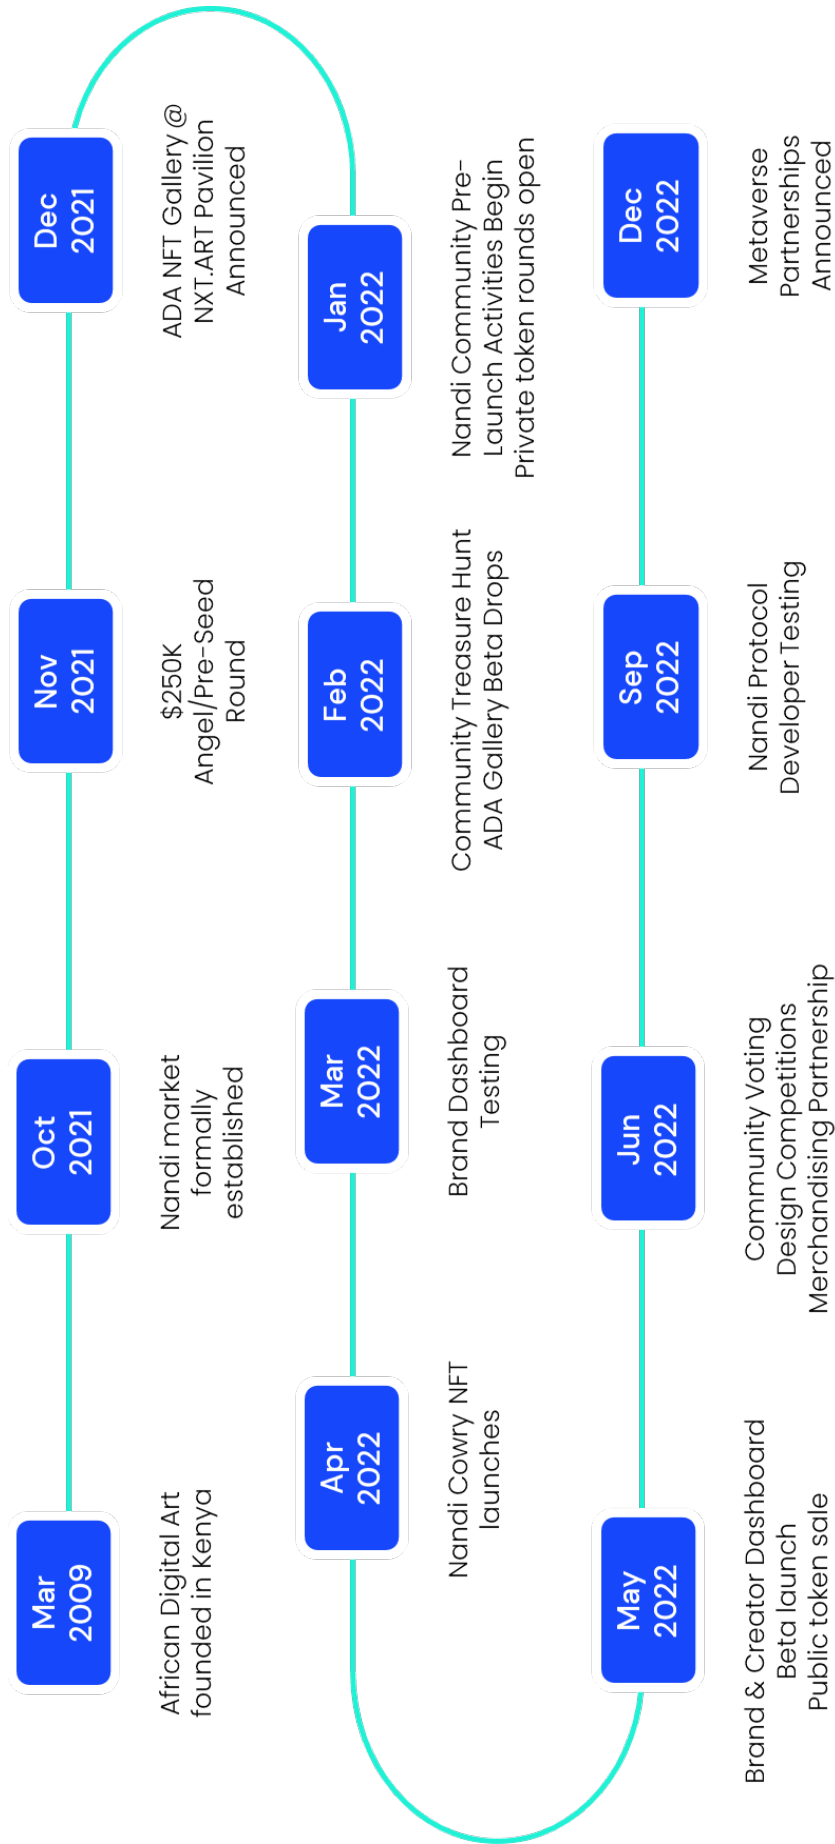 Mar
2009
African Digital Art
founded in Kenya
Oct
2021
Nandi market
formally
established
Nov
2021
$250K
Angel/Pre-Seed
Round
Dec
2021
ADA NFT Gallery @
NXT.ART Pavilion
Announced
Jan
2022
Nandi Community Pre-
Launch Activities Begin
Private token rounds open
Feb
2022
Community Treasure Hunt
ADA Gallery Beta Drops
Mar
2022
Brand Dashboard
Testing
Apr
2022
Nandi Cowry NFT
launches
May
2022
Brand & Creator Dashboard
Beta launch
Public token sale
Jun
2022
Community Voting
Design Competitions
Merchandising Partnership
Sep
2022
Nandi Protocol
Developer Testing
Dec
2022
Metaverse
Partnerships
Announced